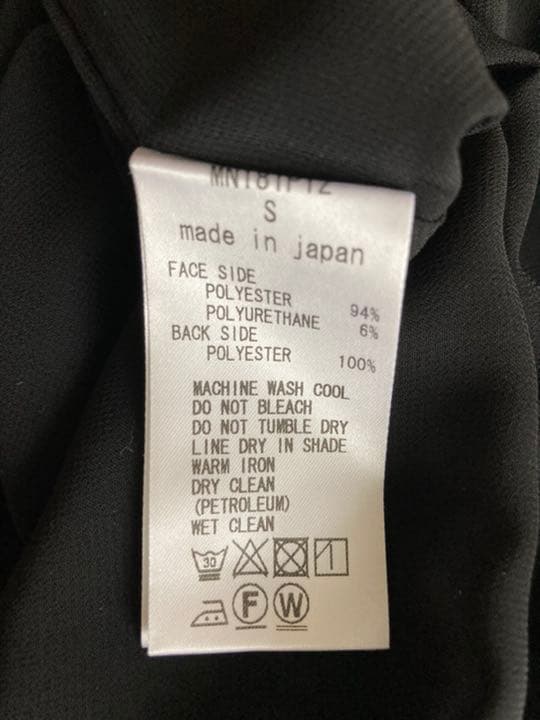 S
made in japan
FACE SIDE
POLYESTER 94%
POLYURETHANE 6%
BACK SIDE
POLYESTER 100%
MACHINE WASH COOL
DO NOT BLEACH
DO NOT TUMBLE DRY
LINE DRY IN SHADE
WARM IRON
DRY CLEAN
(PETROLEUM)
WET CLEAN
30
F W